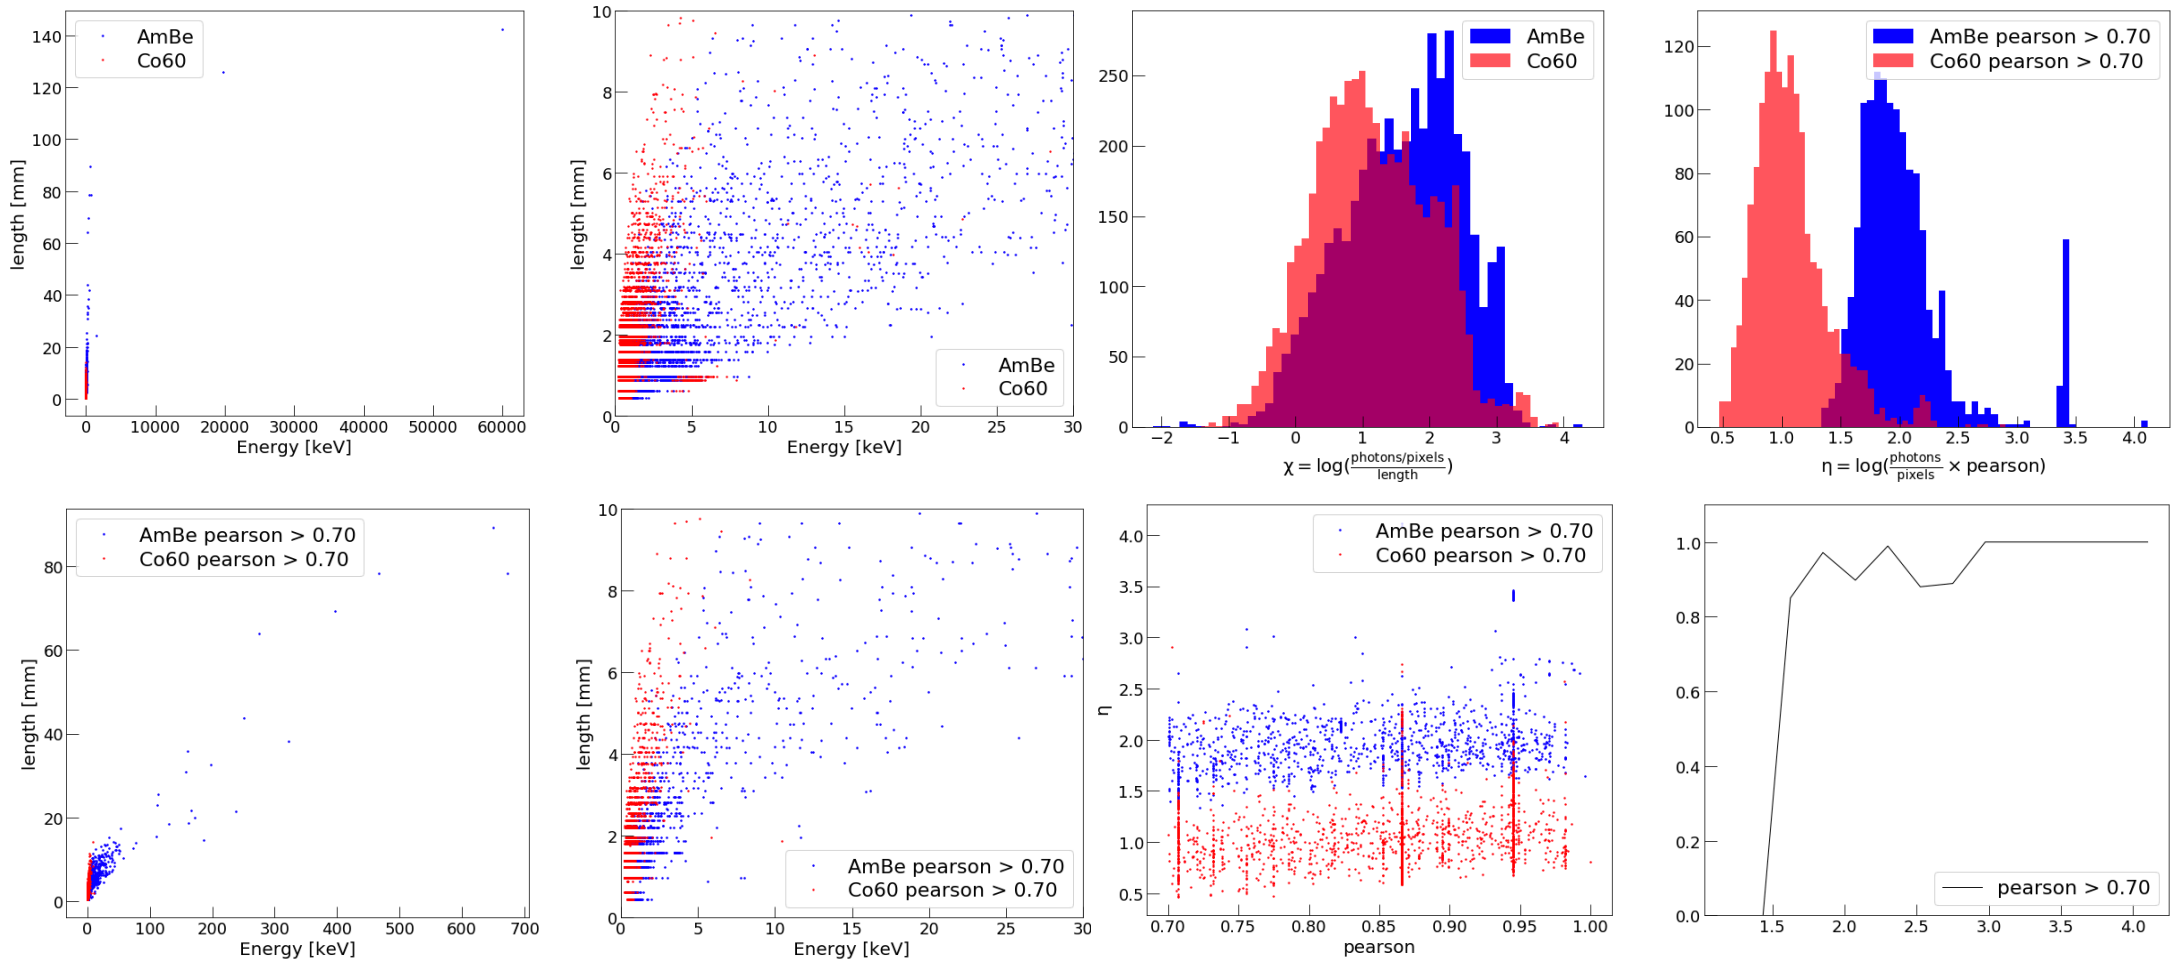 140
120
100
80
60
40
20
0
length [mm]
AmBe
Co60
0 10000 20000 30000 40000 50000 60000
Energy [keV]
10
8
6
4
2
0
length [mm]
AmBe
Co60
0 5 10 15 20 25 30
Energy [keV]
250
200
150
100
50
0
AmBe
Co60
−2 −1 0 1 2 3 4
χ = log(photons/pixels / length)
120
100
80
60
40
20
0
AmBe pearson > 0.70
Co60 pearson > 0.70
0.5 1.0 1.5 2.0 2.5 3.0 3.5 4.0
η = log(photons / pixels × pearson)
80
60
40
20
0
length [mm]
AmBe pearson > 0.70
Co60 pearson > 0.70
0 100 200 300 400 500 600 700
Energy [keV]
10
8
6
4
2
0
length [mm]
AmBe pearson > 0.70
Co60 pearson > 0.70
0 5 10 15 20 25 30
Energy [keV]
4.0
3.5
3.0
2.5
2.0
1.5
1.0
0.5
η
AmBe pearson > 0.70
Co60 pearson > 0.70
0.70 0.75 0.80 0.85 0.90 0.95 1.00
pearson
1.0
0.8
0.6
0.4
0.2
0.0
pearson > 0.70
1.5 2.0 2.5 3.0 3.5 4.0